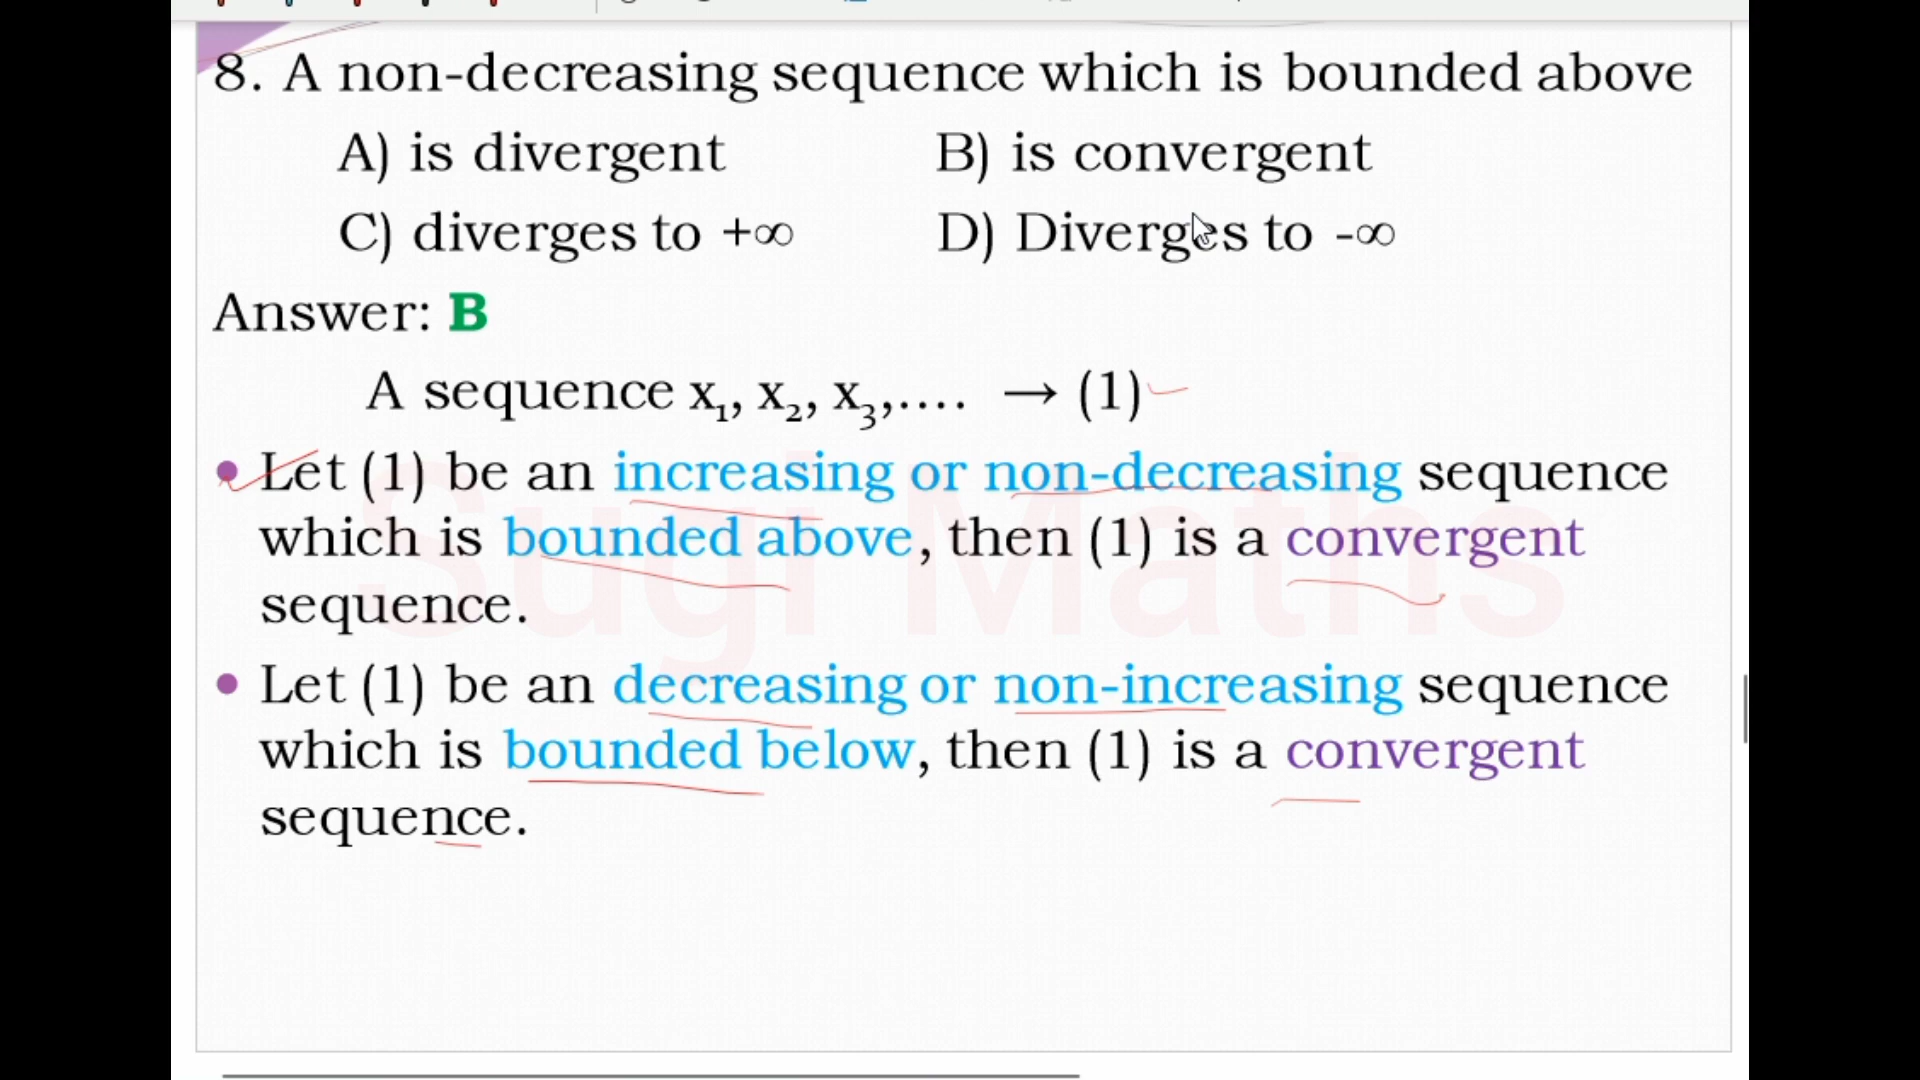 8. A non-decreasing sequence which is bounded above
A) is divergent B) is convergent
C) diverges to +∞ D) Diverges to -∞
Answer: B
A sequence x₁, x₂, x₃,.... → (1)
• Let (1) be an increasing or non-decreasing sequence
which is bounded above, then (1) is a convergent
sequence.
• Let (1) be an decreasing or non-increasing sequence
which is bounded below, then (1) is a convergent
sequence.
Sugi Maths